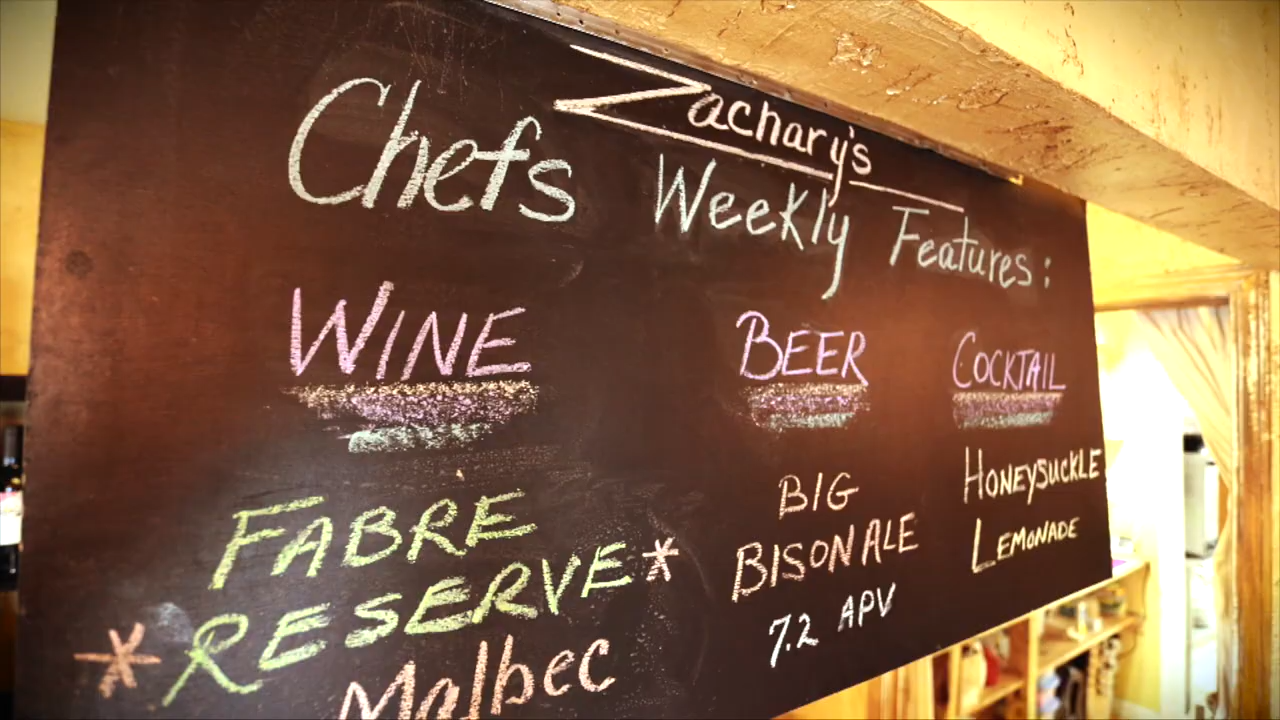 Zachary's
Chefs Weekly Features:
WINE
FABRE
RESERVE*
*
Malbec
BEER
BIG
BISON ALE
7.2 APV
COCKTAIL
HONEYSUCKLE
LEMONADE